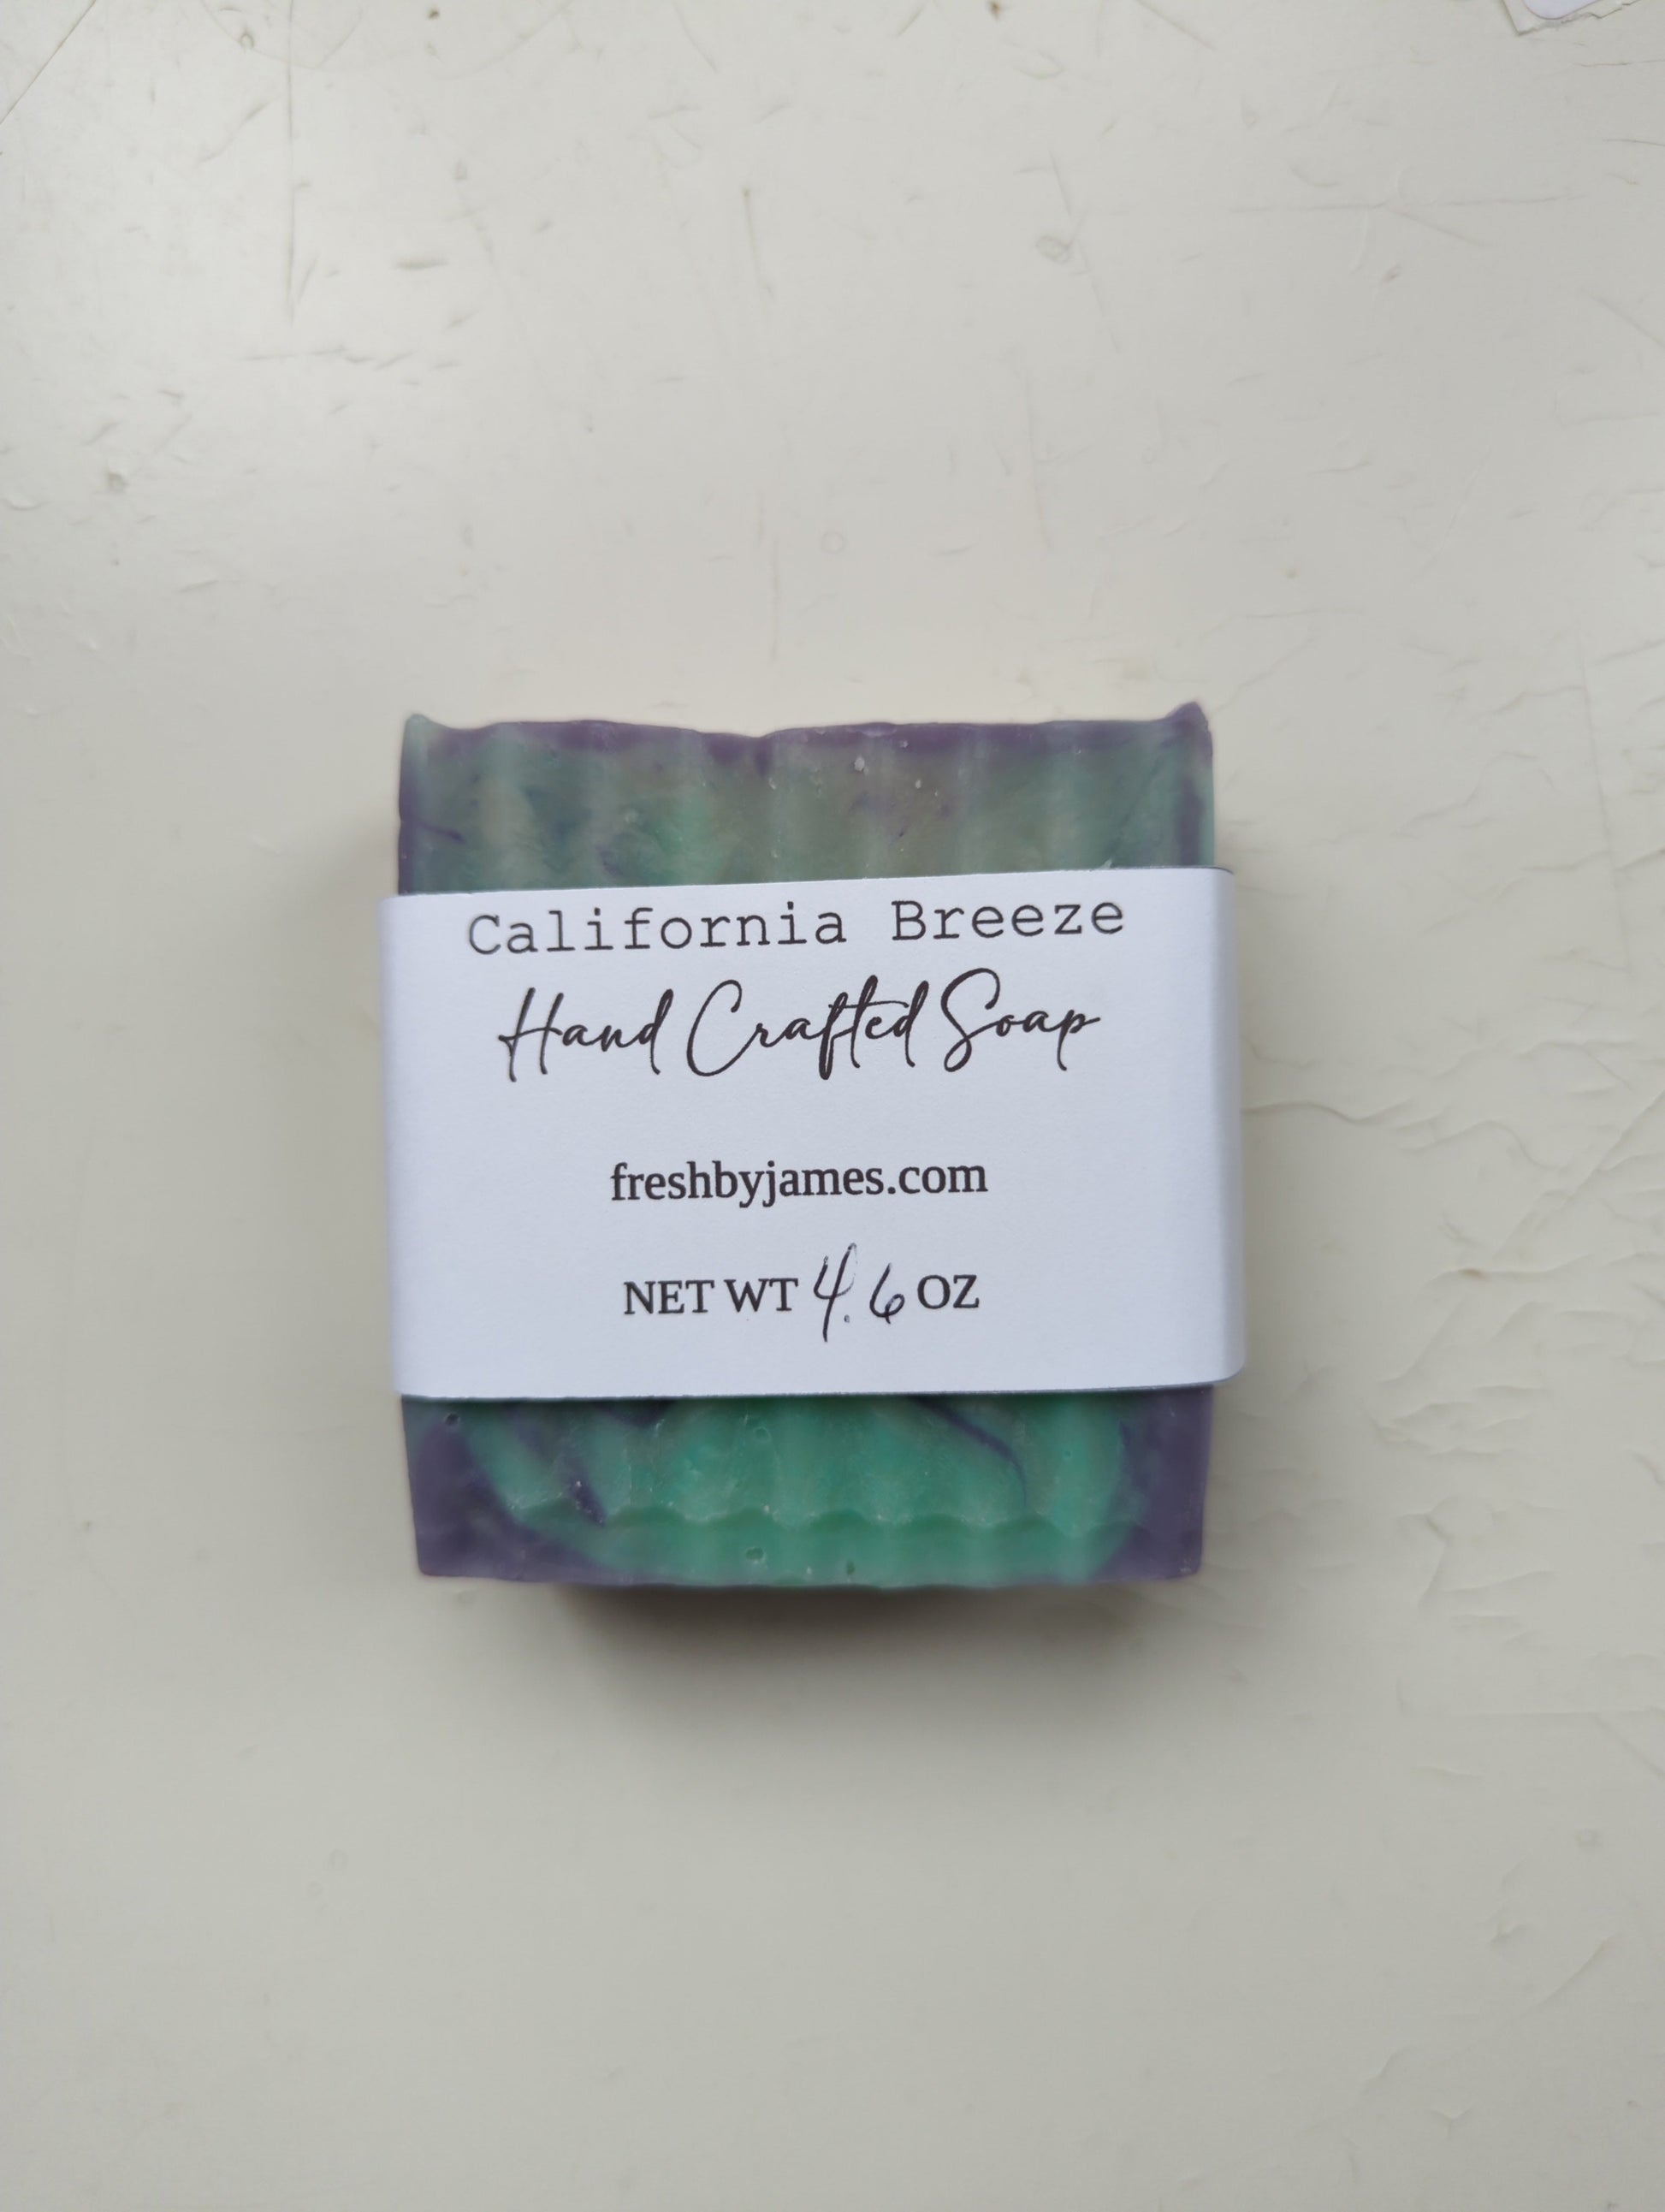 California Breeze
Hand Crafted Soap
freshbyjames.com
NET WT 4.6 OZ